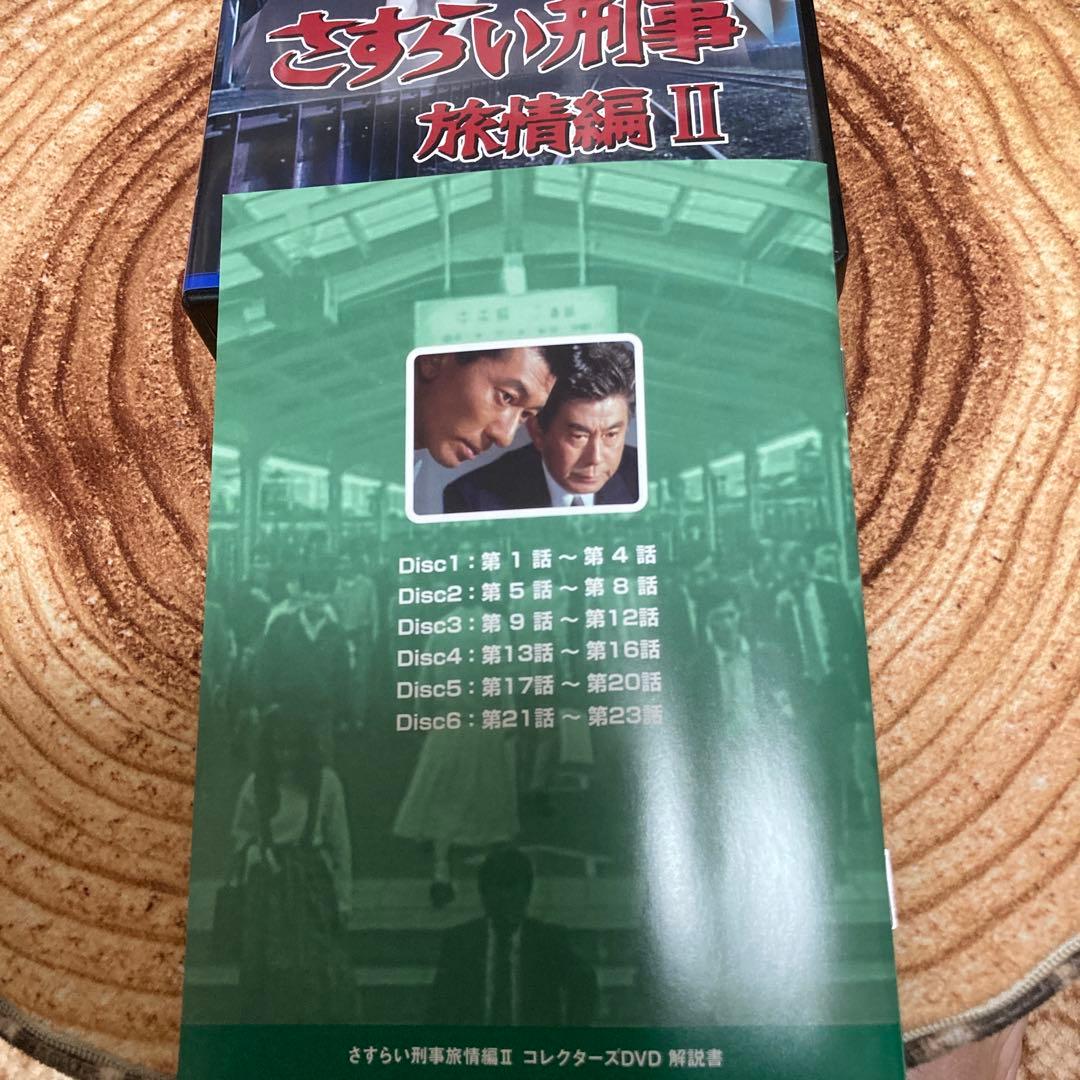 さすらい刑事
旅情編 II
Disc1：第 1 話 ～ 第 4 話
Disc2：第 5 話 ～ 第 8 話
Disc3：第 9 話 ～ 第12話
Disc4：第13話 ～ 第16話
Disc5：第17話 ～ 第20話
Disc6：第21話 ～ 第23話
さすらい刑事旅情編II コレクターズDVD 解説書